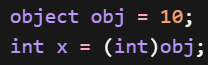 object obj = 10;
int x = (int)obj;